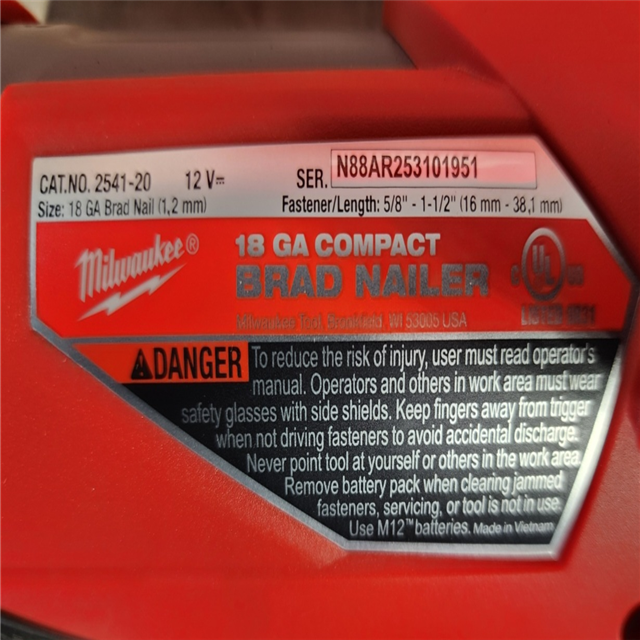 CAT.NO. 2541-20 12 V⎓ SER. N88AR253101951
Size: 18 GA Brad Nail (1,2 mm) Fastener/Length: 5/8" - 1-1/2" (16 mm - 38,1 mm)
Milwaukee®
18 GA COMPACT
BRAD NAILER
Milwaukee Tool, Brookfield, WI 53005 USA
C UL US
LISTED
DANGER
To reduce the risk of injury, user must read operator's
manual. Operators and others in work area must wear
safety glasses with side shields. Keep fingers away from trigger
when not driving fasteners to avoid accidental discharge.
Never point tool at yourself or others in the work area.
Remove battery pack when clearing jammed
fasteners, servicing, or tool is not in use.
Use M12™batteries. Made in Vietnam